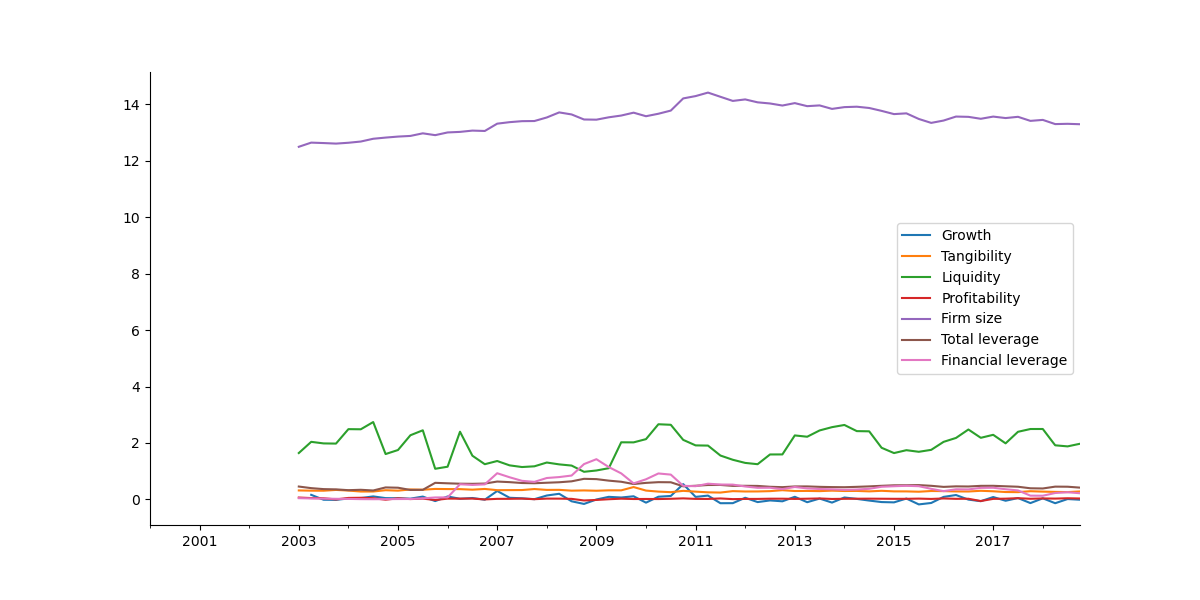 14
12
10
8
6
4
2
0
2001 2003 2005 2007 2009 2011 2013 2015 2017
Growth
Tangibility
Liquidity
Profitability
Firm size
Total leverage
Financial leverage